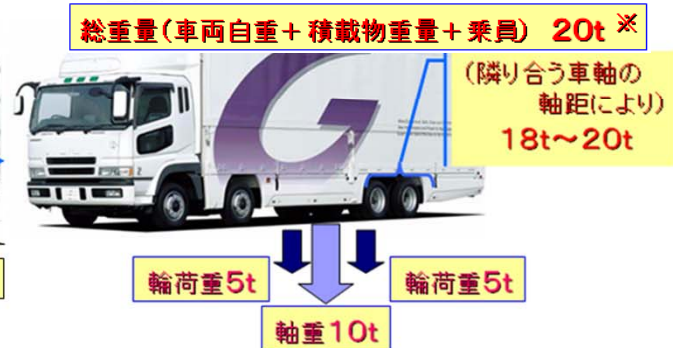 総重量(車両自重＋積載物重量＋乗員) 20t ※
(隣り合う車軸の
軸距により)
18t～20t
G
輪荷重5t
輪荷重5t
軸重10t